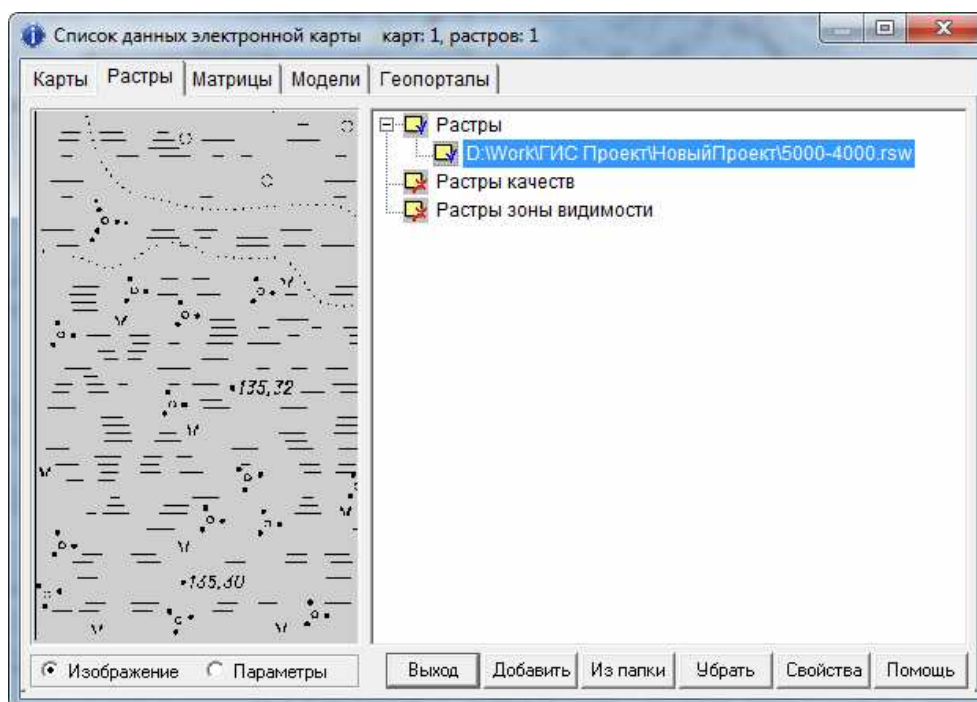 Список данных электронной карты карт: 1, растров: 1
Карты Растры Матрицы Модели Геопорталы
Растры
D:\Work\ГИС Проект\НовыйПроект\5000-4000.rsw
Растры качеств
Растры зоны видимости
135,32
135,30
Изображение Параметры
Выход Добавить Из папки Убрать Свойства Помощь